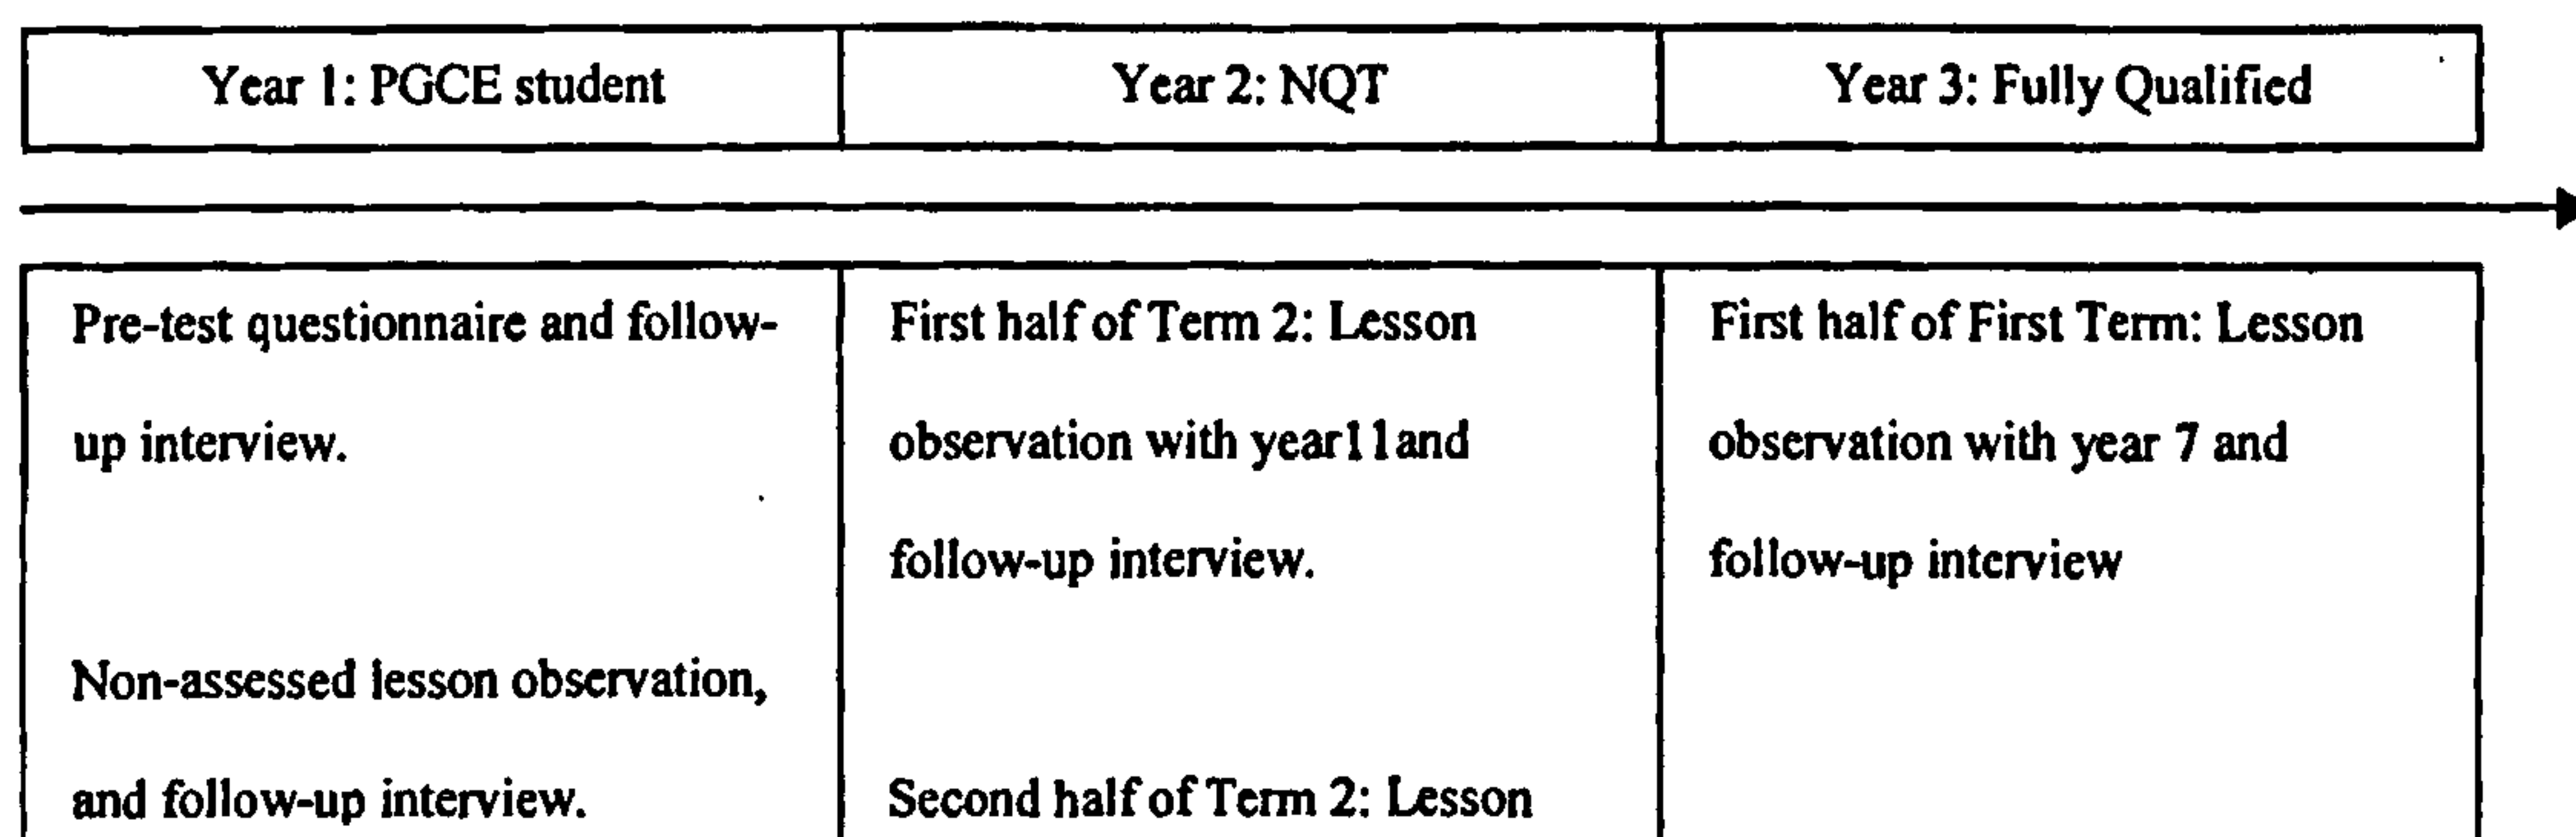 Year 1: PGCE student
Year 2: NQT
Year 3: Fully Qualified
Pre-test questionnaire and follow-
up interview.
Non-assessed lesson observation,
and follow-up interview.
First half of Term 2: Lesson
observation with year11and
follow-up interview.
Second half of Term 2: Lesson
First half of First Term: Lesson
observation with year 7 and
follow-up interview